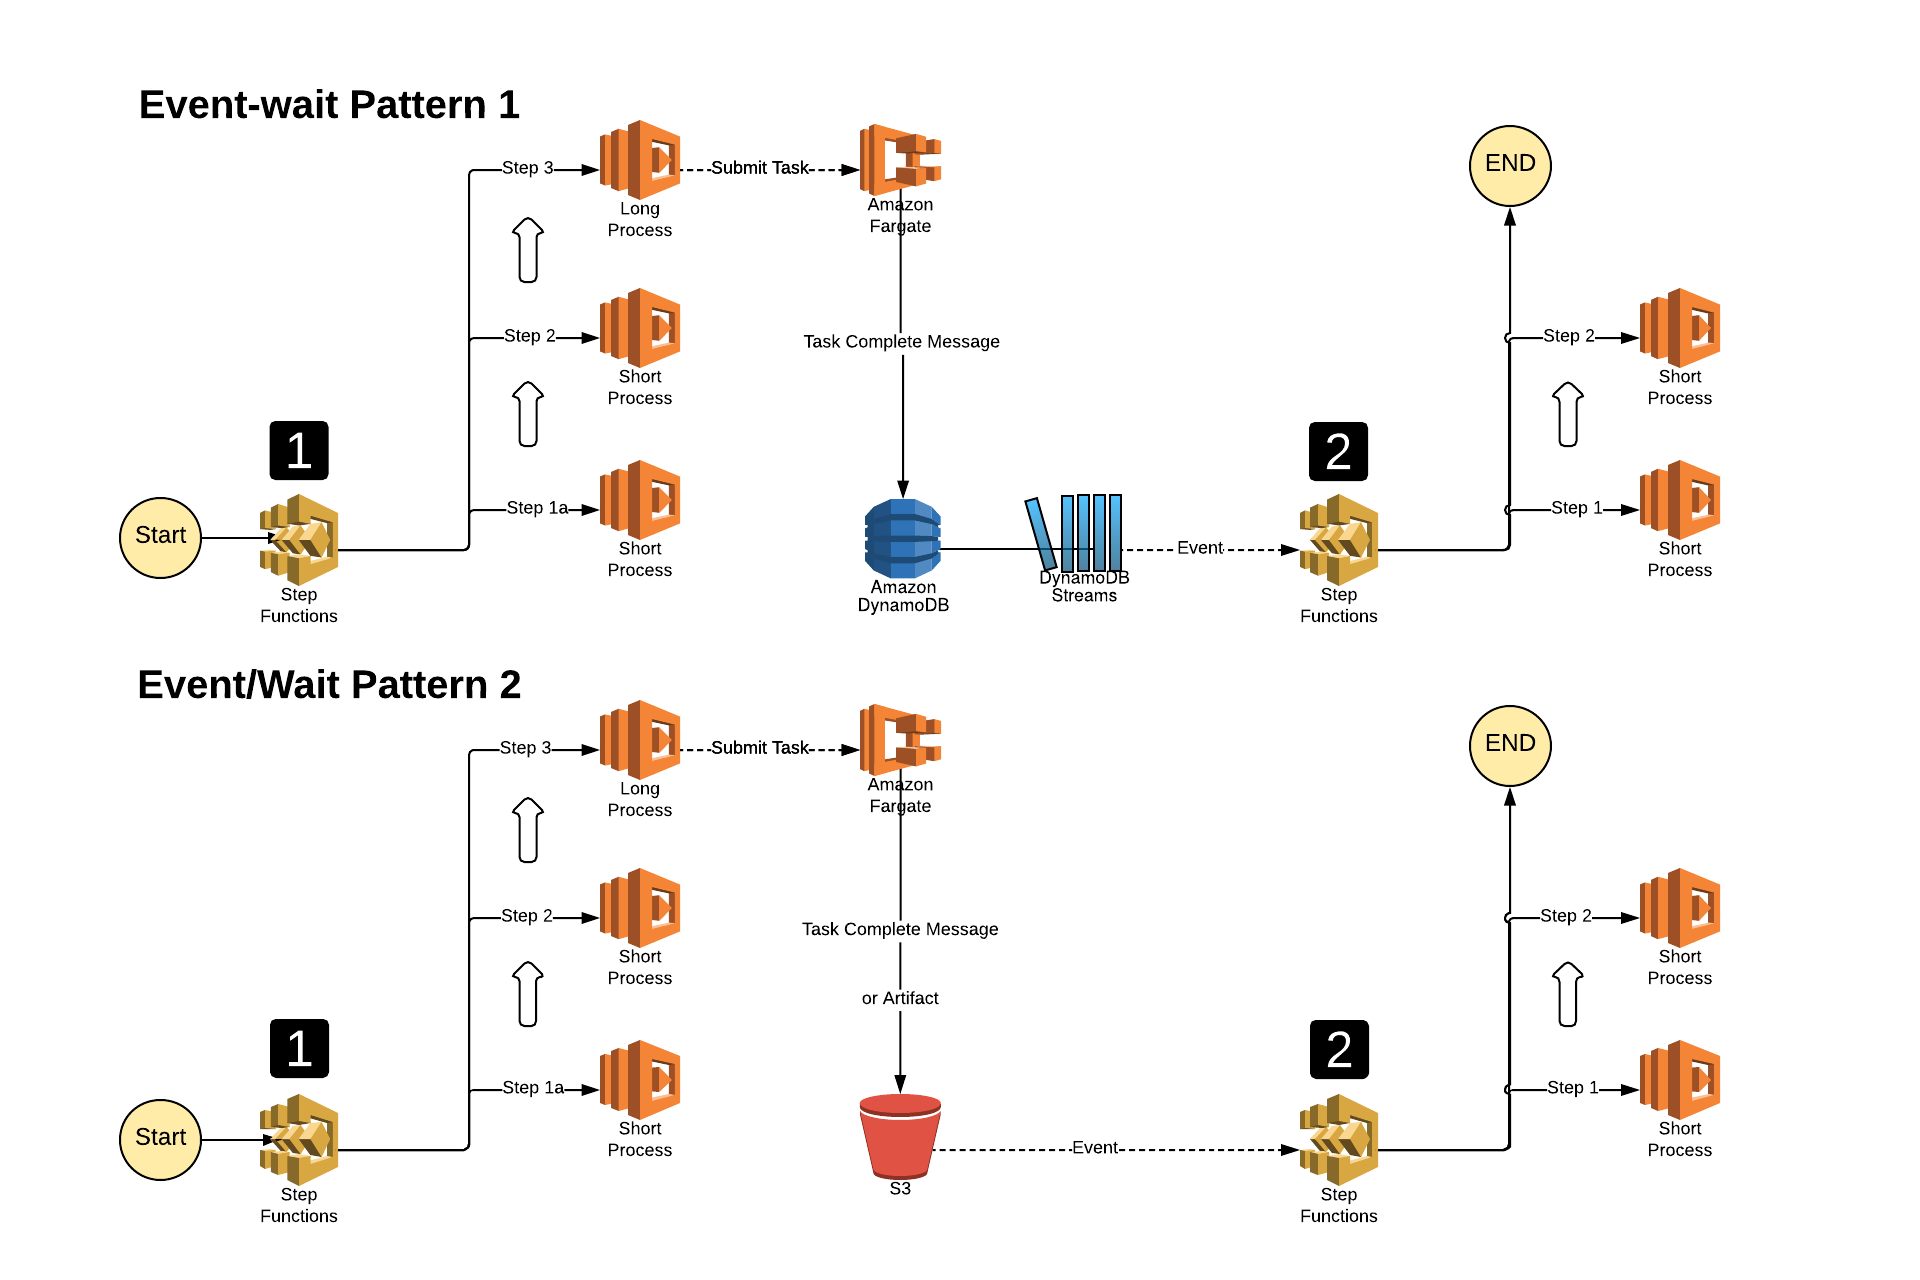 Event-wait Pattern 1
Step 3
Long
Process
Submit Task
Amazon
Fargate
END
Step 2
Short
Process
Task Complete Message
Step 2
Short
Process
1
Start
Step
Functions
Step 1a
Short
Process
Amazon
DynamoDB
DynamoDB
Streams
Event
2
Step
Functions
Step 1
Short
Process
Event/Wait Pattern 2
Step 3
Long
Process
Submit Task
Amazon
Fargate
END
Step 2
Short
Process
Task Complete Message
or Artifact
Step 2
Short
Process
1
Start
Step
Functions
Step 1a
Short
Process
S3
Event
2
Step
Functions
Step 1
Short
Process